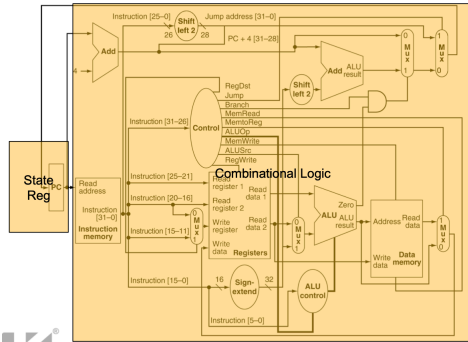 Instruction [25–0]
Shift
left 2
Jump address [31–0]
26
28
PC + 4 [31–28]
Add
4
0
M
u
x
1
1
M
u
x
0
Shift
left 2
Add
ALU
result
RegDst
Jump
Branch
MemRead
MemtoReg
ALUOp
MemWrite
ALUSrc
RegWrite
Instruction [31–26]
Control
State
Reg
PC
Combinational Logic
Read
address
Instruction
[31–0]
Instruction
memory
Instruction [25–21]
Instruction [20–16]
Instruction [15–11]
0
M
u
x
1
Read
register 1
Read
register 2
Write
register
Write
data
Read
data 1
Read
data 2
Registers
0
M
u
x
1
Zero
ALU
ALU
result
Address
Read
data
Write
data
Data
memory
1
M
u
x
0
Instruction [15–0]
16
Sign-
extend
32
ALU
control
Instruction [5–0]